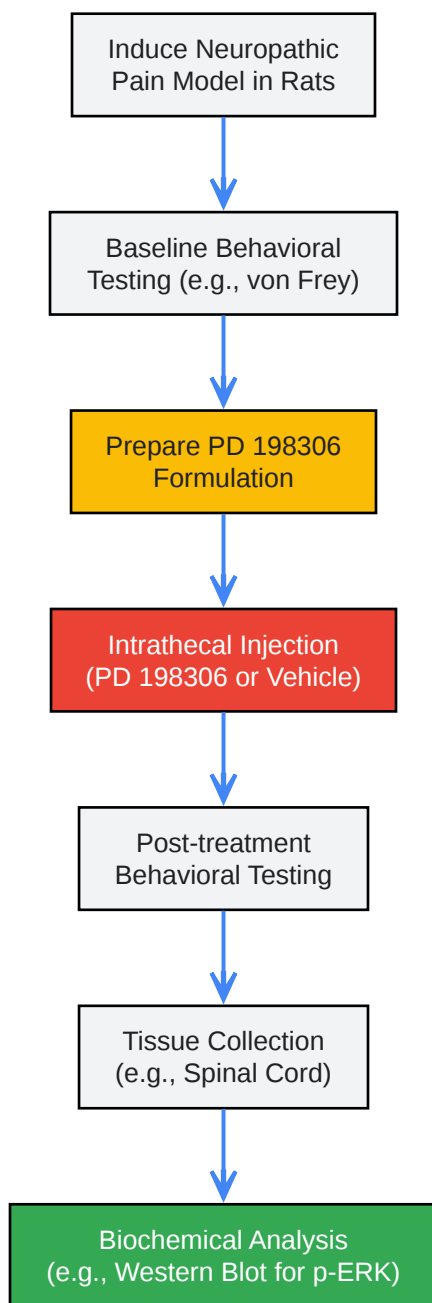 Induce Neuropathic
Pain Model in Rats
Baseline Behavioral
Testing (e.g., von Frey)
Prepare PD 198306
Formulation
Intrathecal Injection
(PD 198306 or Vehicle)
Post-treatment
Behavioral Testing
Tissue Collection
(e.g., Spinal Cord)
Biochemical Analysis
(e.g., Western Blot for p-ERK)